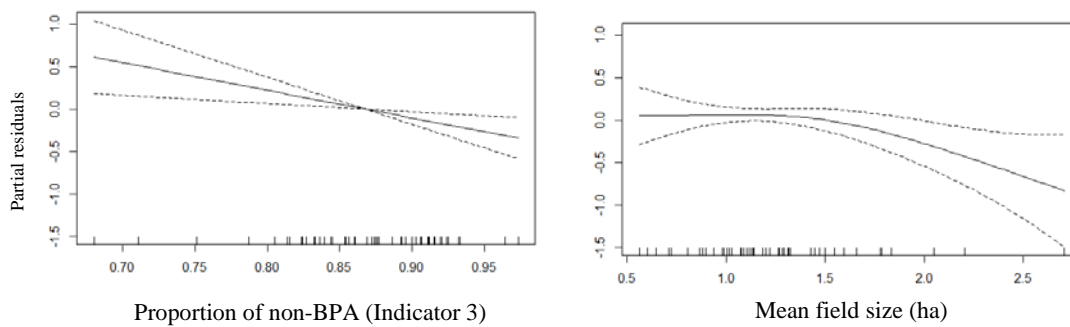 Partial residuals
1.0
0.5
0.0
-0.5
-1.0
-1.5
0.70 0.75 0.80 0.85 0.90 0.95
Proportion of non-BPA (Indicator 3)
1.0
0.5
0.0
-0.5
-1.0
-1.5
0.5 1.0 1.5 2.0 2.5
Mean field size (ha)